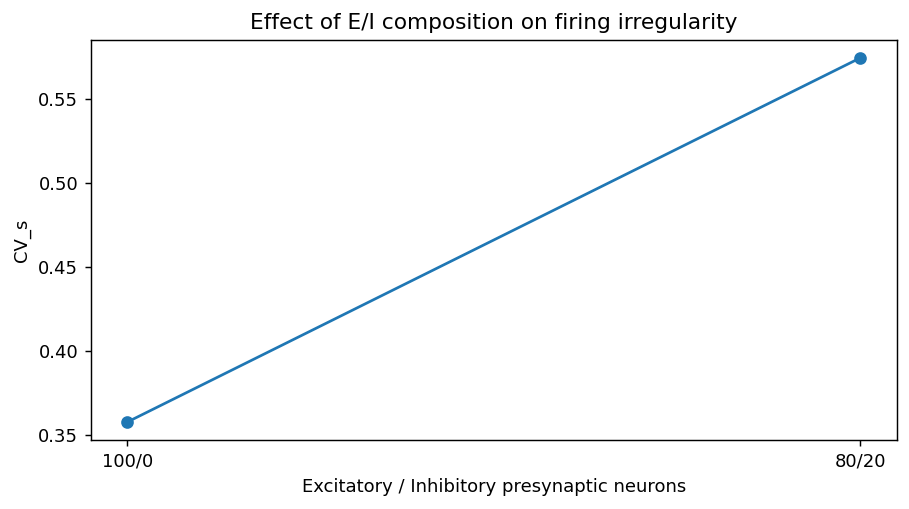 Effect of E/I composition on firing irregularity
CV_s
0.55
0.50
0.45
0.40
0.35
100/0
80/20
Excitatory / Inhibitory presynaptic neurons